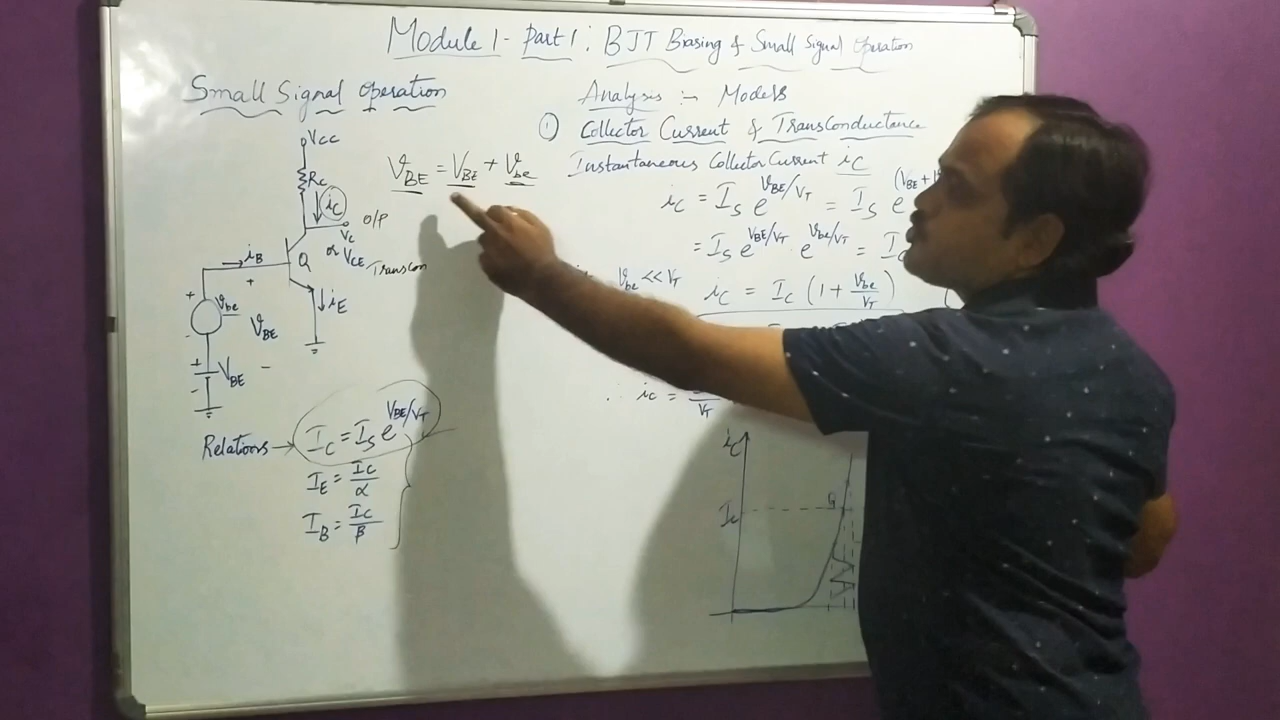 Module 1 - Part 1 : BJT Biasing & Small Signal Operation
Small Signal Operation
VCC
RC
iC
O/P
VC
or VCE
Transcon
iB
+
Q
iE
+
vbe
-
vBE
+
VBE
-
-
vBE = VBE + vbe
Relations → IC = IS e^VBE/VT
IE = IC/α
IB = IC/β
Analysis :- Models
① Collector Current & TransConductance
Instantaneous Collector Current iC
iC = IS e^vBE/VT = IS e^(VBE +
= IS e^VBE/VT . e^vbe/VT =
vbe << VT iC = IC (1 + vbe/VT)
∴ iC =
VT
iC
IC